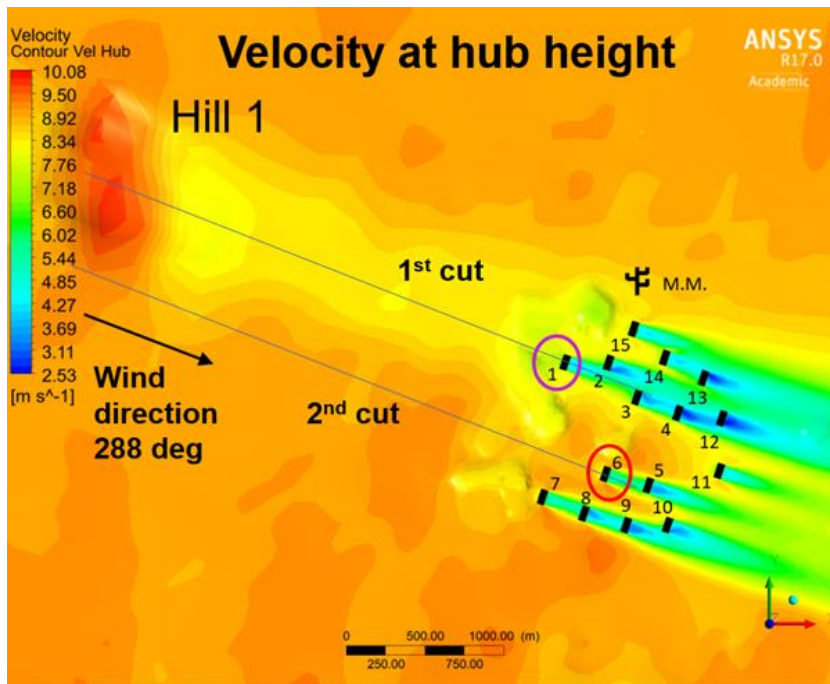 Velocity
Contour Vel Hub
Velocity at hub height
ANSYS
R17.0
Academic
10.08
9.50
8.92
8.34
7.76
7.18
6.60
6.02
5.44
4.85
4.27
3.69
3.11
2.53
[m s^-1]
Hill 1
1st cut
M.M.
Wind
direction
288 deg
2nd cut
15
14
13
1
2
3
4
12
11
6
5
7
8
9
10
Y
Z
0
500.00
1000.00
(m)
250.00
750.00